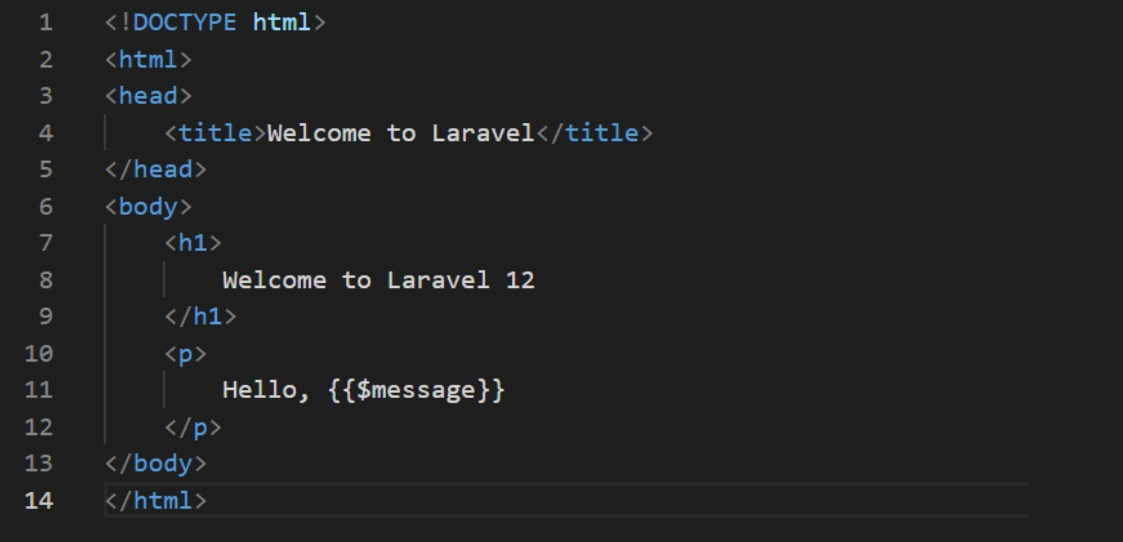 1 <!DOCTYPE html>
2 <html>
3 <head>
4     <title>Welcome to Laravel</title>
5 </head>
6 <body>
7     <h1>
8         Welcome to Laravel 12
9     </h1>
10     <p>
11         Hello, {{$message}}
12     </p>
13 </body>
14 </html>